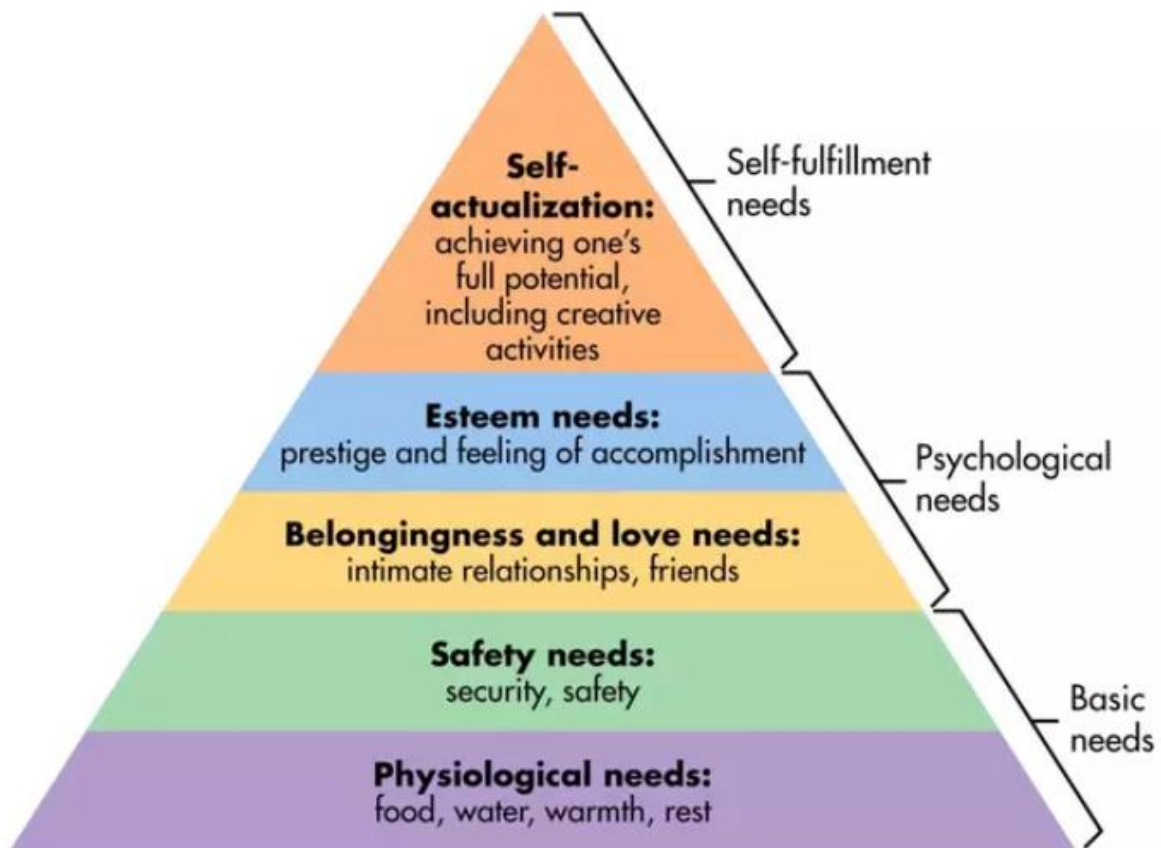 Self-
actualization:
achieving one's
full potential,
including creative
activities
Self-fulfillment
needs
Esteem needs:
prestige and feeling of accomplishment
Belongingness and love needs:
intimate relationships, friends
Psychological
needs
Safety needs:
security, safety
Physiological needs:
food, water, warmth, rest
Basic
needs